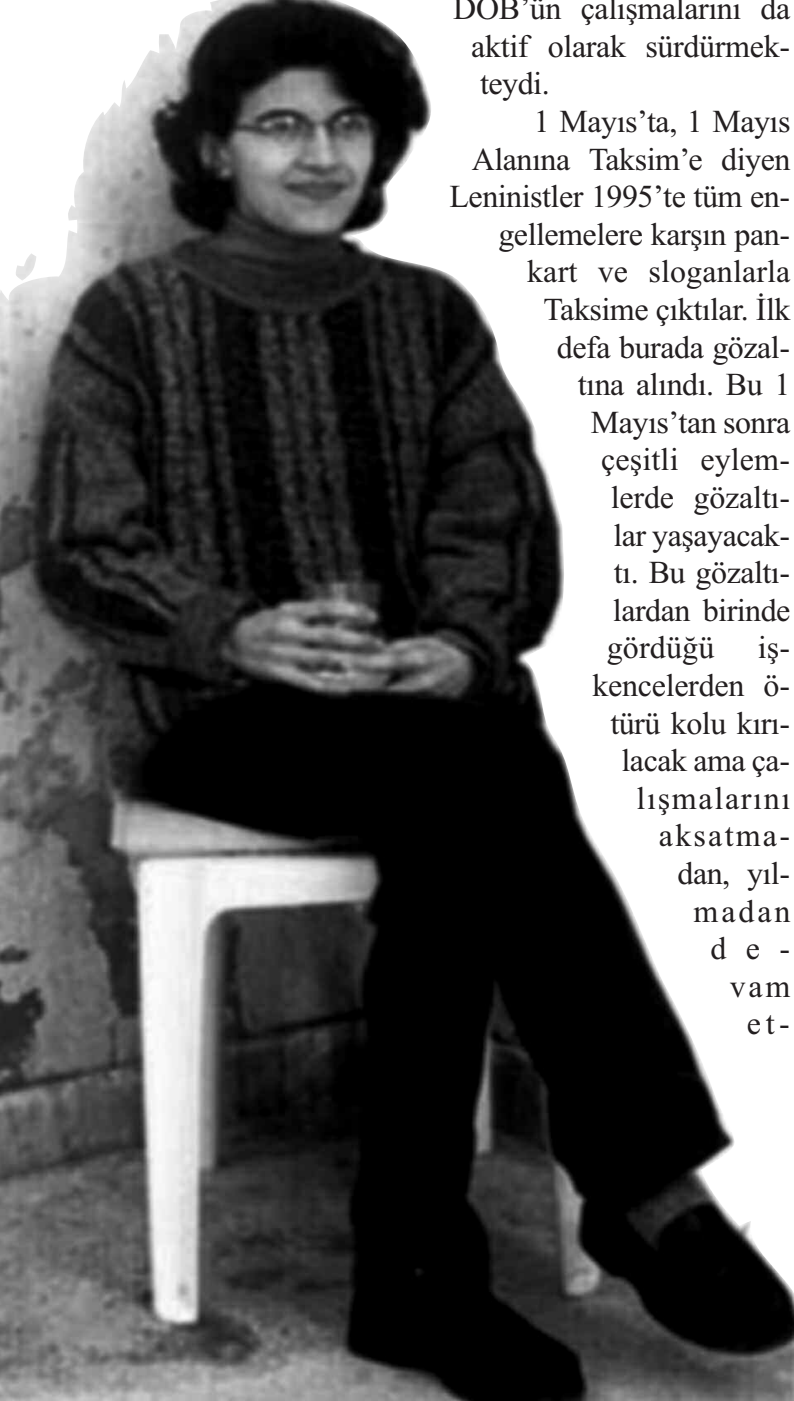 DÖB’ün çalışmalarını da
aktif olarak sürdürmek-
teydi.
1 Mayıs’ta, 1 Mayıs
Alanına Taksim’e diyen
Leninistler 1995’te tüm en-
gellemelere karşın pan-
kart ve sloganlarla
Taksime çıktılar. İlk
defa burada gözal-
tına alındı. Bu 1
Mayıs’tan sonra
çeşitli eylem-
lerde gözaltı-
lar yaşayacak-
tı. Bu gözaltı-
lardan birinde
gördüğü iş-
kencelerden ö-
türü kolu kırı-
lacak ama ça-
lışmalarını
aksatma-
dan, yıl-
madan
d e -
vam
et-